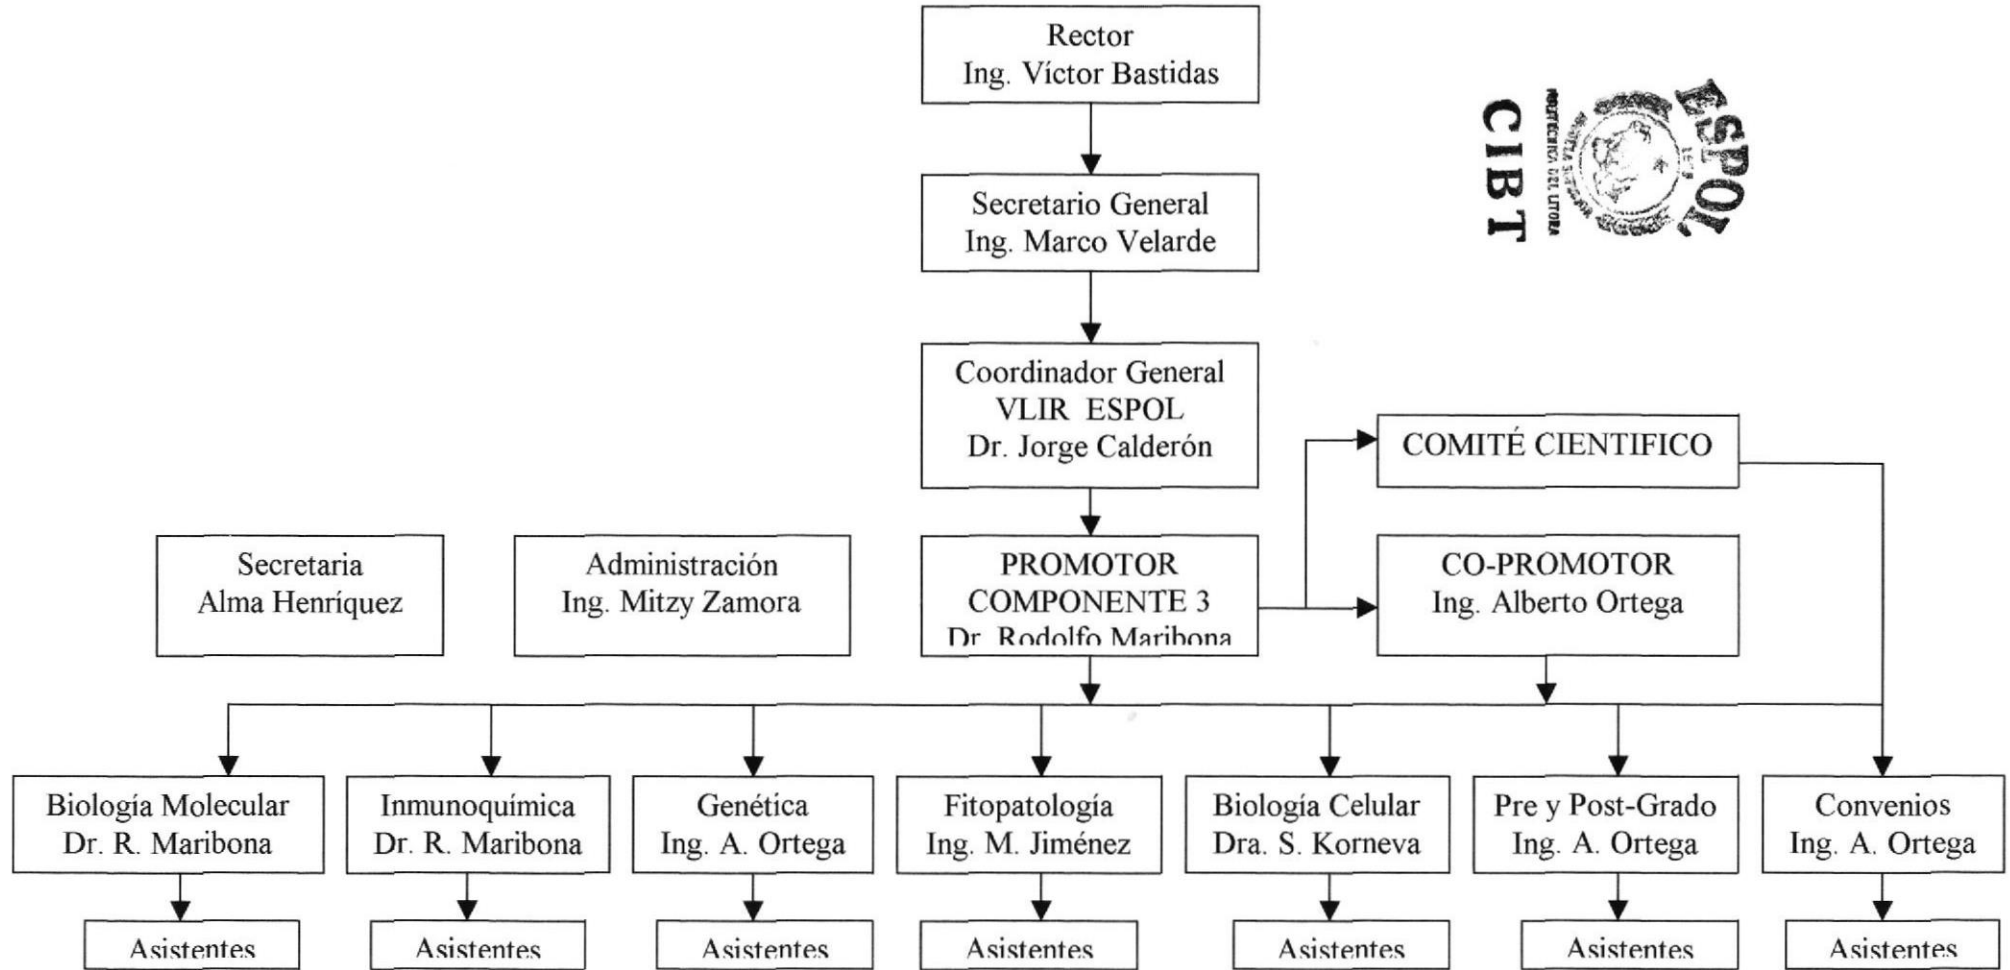 Rector
Ing. Víctor Bastidas
ESPOL
POLITECNICA DEL LITORA
CIBT
Secretario General
Ing. Marco Velarde
Coordinador General
VLIR ESPOL
Dr. Jorge Calderón
COMITÉ CIENTIFICO
Secretaria
Alma Henríquez
Administración
Ing. Mitzy Zamora
PROMOTOR
COMPONENTE 3
Dr. Rodolfo Maribona
CO-PROMOTOR
Ing. Alberto Ortega
Biología Molecular
Dr. R. Maribona
Inmunoquímica
Dr. R. Maribona
Genética
Ing. A. Ortega
Fitopatología
Ing. M. Jiménez
Biología Celular
Dra. S. Korneva
Pre y Post-Grado
Ing. A. Ortega
Convenios
Ing. A. Ortega
Asistentes
Asistentes
Asistentes
Asistentes
Asistentes
Asistentes
Asistentes